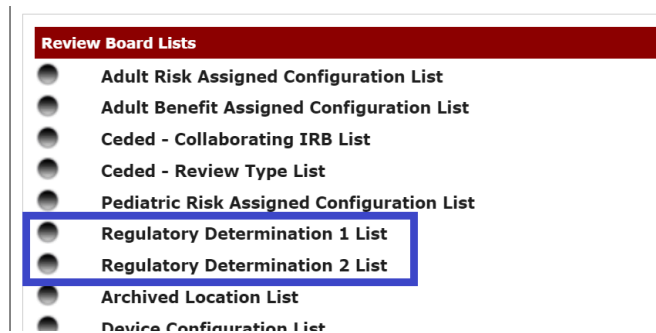 Review Board Lists
Adult Risk Assigned Configuration List
Adult Benefit Assigned Configuration List
Ceded - Collaborating IRB List
Ceded - Review Type List
Pediatric Risk Assigned Configuration List
Regulatory Determination 1 List
Regulatory Determination 2 List
Archived Location List
Device Configuration List